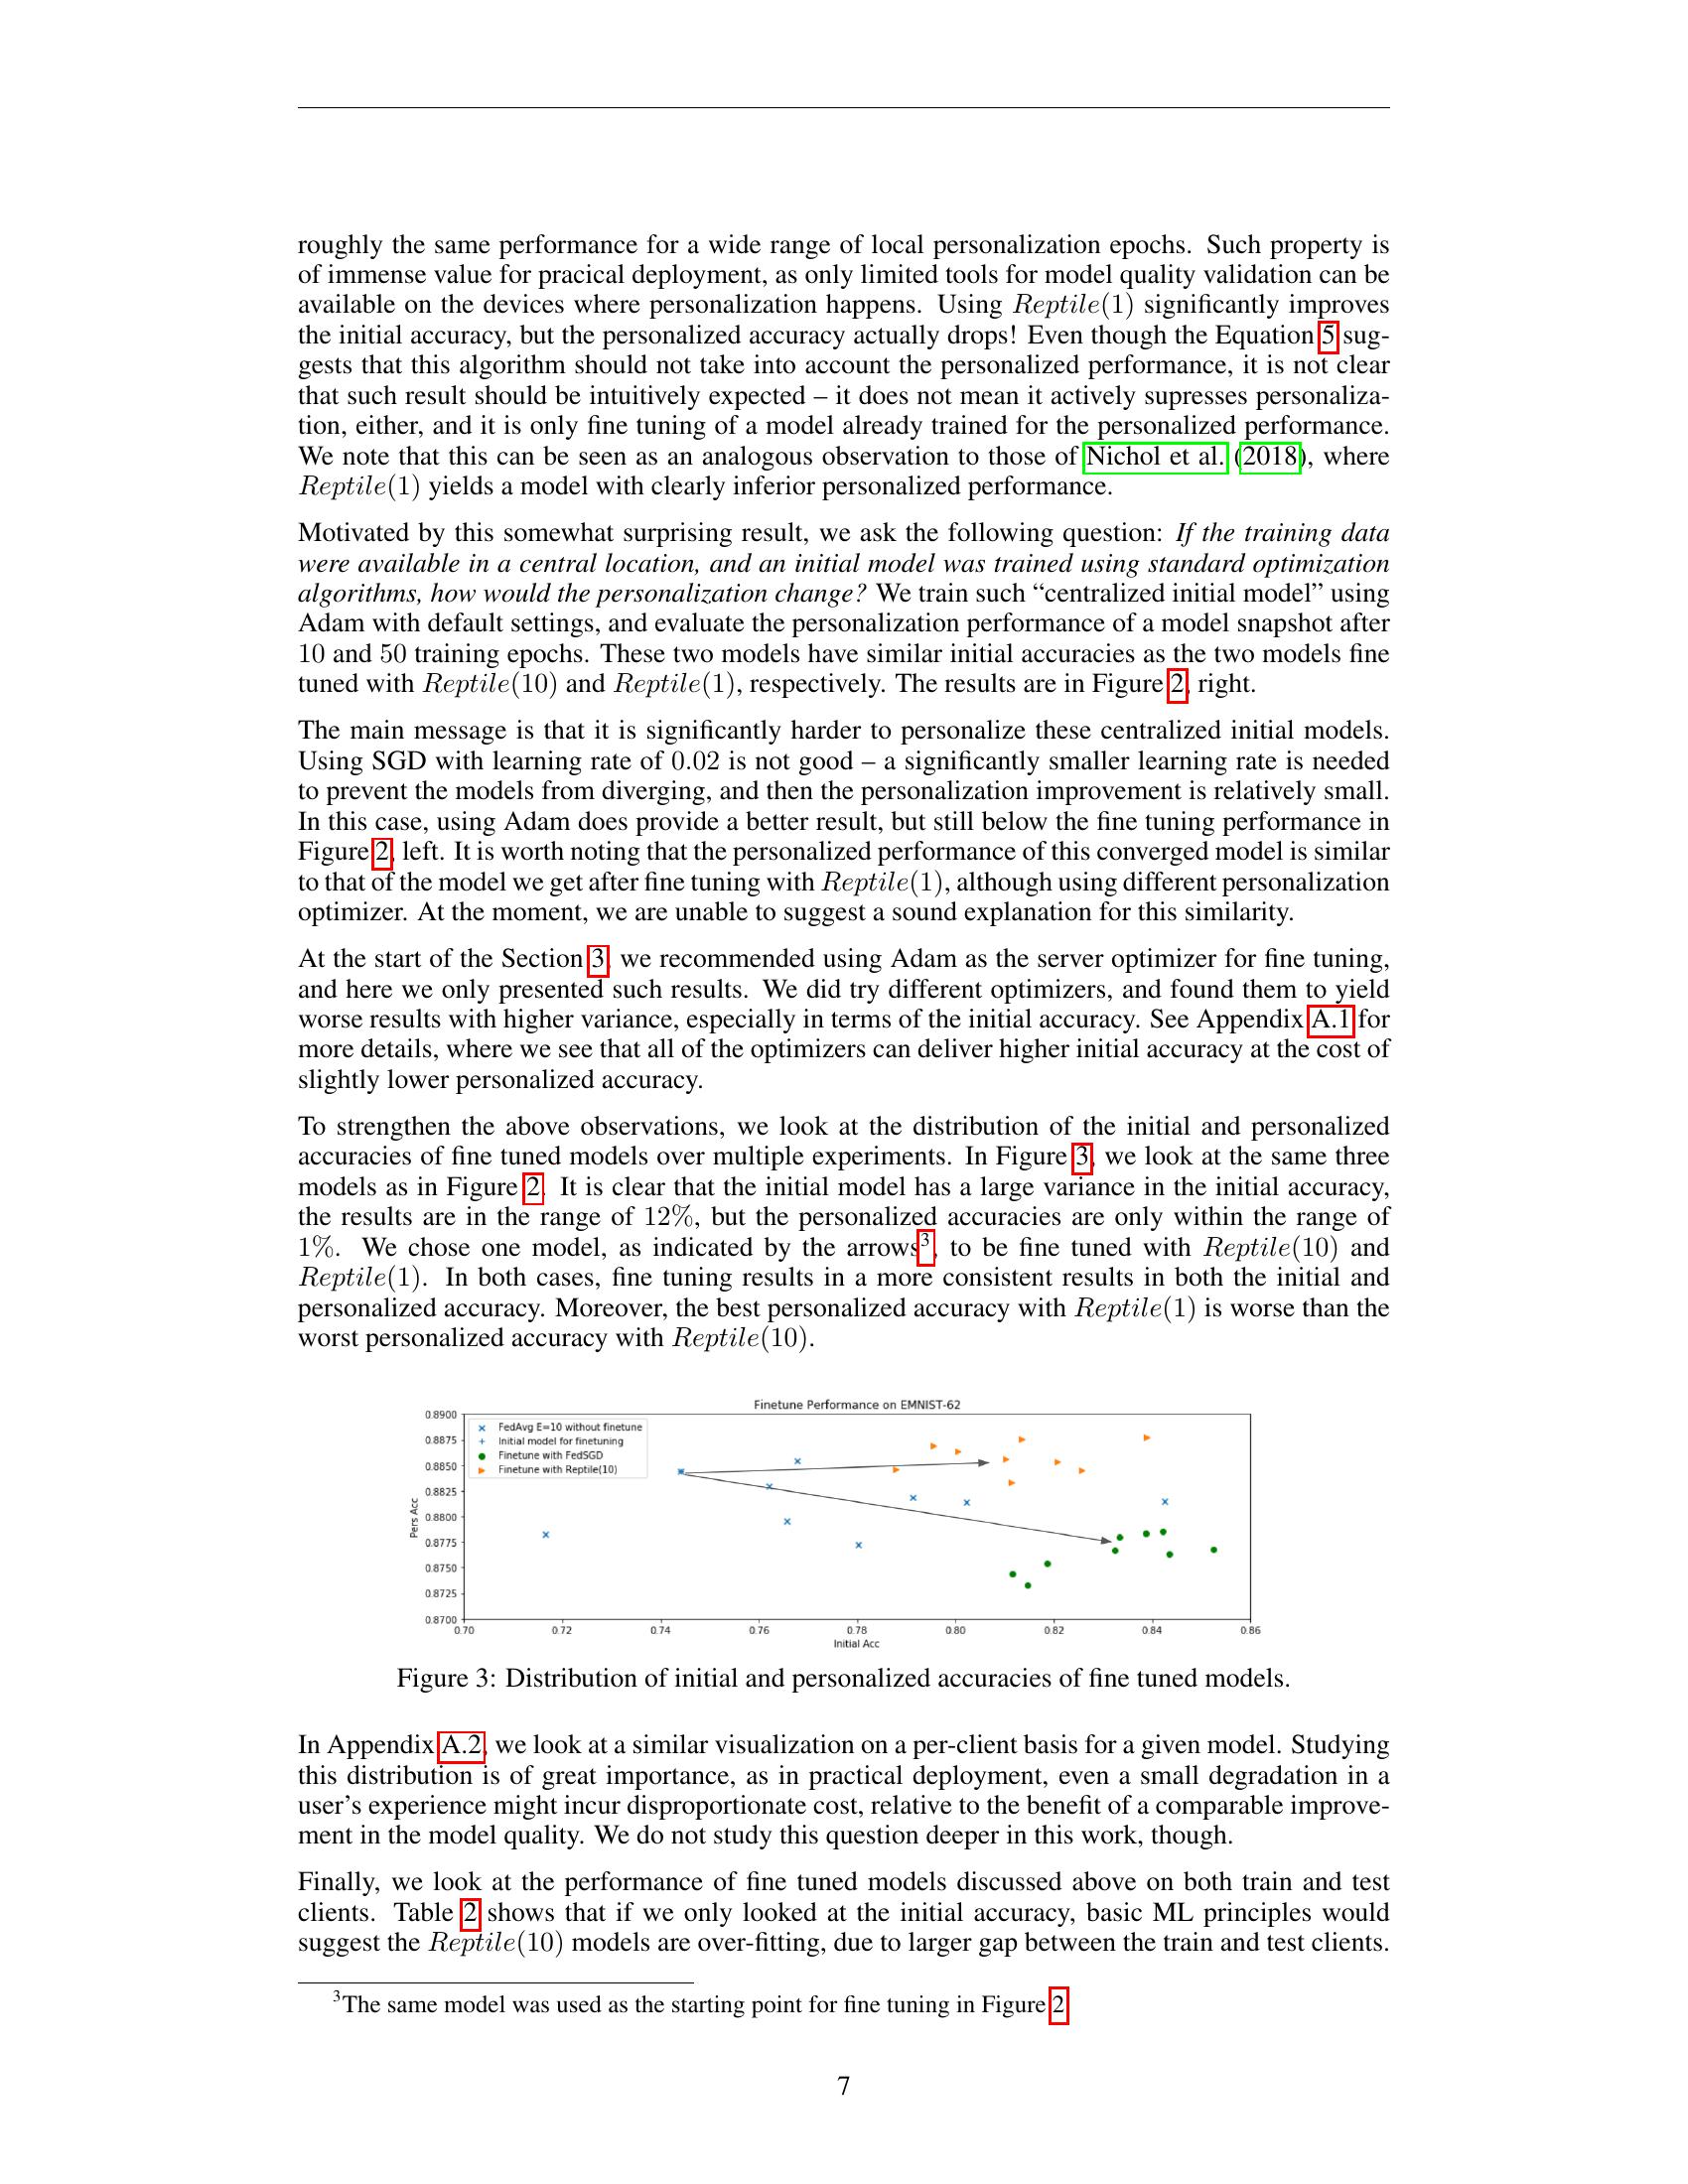 roughly the same performance for a wide range of local personalization epochs. Such property is
of immense value for pracical deployment, as only limited tools for model quality validation can be
available on the devices where personalization happens. Using Reptile(1) significantly improves
the initial accuracy, but the personalized accuracy actually drops! Even though the Equation 5 sug-
gests that this algorithm should not take into account the personalized performance, it is not clear
that such result should be intuitively expected – it does not mean it actively supresses personaliza-
tion, either, and it is only fine tuning of a model already trained for the personalized performance.
We note that this can be seen as an analogous observation to those of Nichol et al. (2018), where
Reptile(1) yields a model with clearly inferior personalized performance.
Motivated by this somewhat surprising result, we ask the following question: If the training data
were available in a central location, and an initial model was trained using standard optimization
algorithms, how would the personalization change? We train such “centralized initial model” using
Adam with default settings, and evaluate the personalization performance of a model snapshot after
10 and 50 training epochs. These two models have similar initial accuracies as the two models fine
tuned with Reptile(10) and Reptile(1), respectively. The results are in Figure 2, right.
The main message is that it is significantly harder to personalize these centralized initial models.
Using SGD with learning rate of 0.02 is not good – a significantly smaller learning rate is needed
to prevent the models from diverging, and then the personalization improvement is relatively small.
In this case, using Adam does provide a better result, but still below the fine tuning performance in
Figure 2, left. It is worth noting that the personalized performance of this converged model is similar
to that of the model we get after fine tuning with Reptile(1), although using different personalization
optimizer. At the moment, we are unable to suggest a sound explanation for this similarity.
At the start of the Section 3, we recommended using Adam as the server optimizer for fine tuning,
and here we only presented such results. We did try different optimizers, and found them to yield
worse results with higher variance, especially in terms of the initial accuracy. See Appendix A.1 for
more details, where we see that all of the optimizers can deliver higher initial accuracy at the cost of
slightly lower personalized accuracy.
To strengthen the above observations, we look at the distribution of the initial and personalized
accuracies of fine tuned models over multiple experiments. In Figure 3, we look at the same three
models as in Figure 2. It is clear that the initial model has a large variance in the initial accuracy,
the results are in the range of 12%, but the personalized accuracies are only within the range of
1%. We chose one model, as indicated by the arrows3, to be fine tuned with Reptile(10) and
Reptile(1). In both cases, fine tuning results in a more consistent results in both the initial and
personalized accuracy. Moreover, the best personalized accuracy with Reptile(1) is worse than the
worst personalized accuracy with Reptile(10).
Finetune Performance on EMNIST-62
FedAvg E=10 without finetune
Initial model for finetuning
Finetune with FedSGD
Finetune with Reptile(10)
Pers Acc
0.8900
0.8875
0.8850
0.8825
0.8800
0.8775
0.8750
0.8725
0.8700
0.70 0.72 0.74 0.76 0.78 0.80 0.82 0.84 0.86
Initial Acc
Figure 3: Distribution of initial and personalized accuracies of fine tuned models.
In Appendix A.2, we look at a similar visualization on a per-client basis for a given model. Studying
this distribution is of great importance, as in practical deployment, even a small degradation in a
user's experience might incur disproportionate cost, relative to the benefit of a comparable improve-
ment in the model quality. We do not study this question deeper in this work, though.
Finally, we look at the performance of fine tuned models discussed above on both train and test
clients. Table 2 shows that if we only looked at the initial accuracy, basic ML principles would
suggest the Reptile(10) models are over-fitting, due to larger gap between the train and test clients.
3The same model was used as the starting point for fine tuning in Figure 2
7